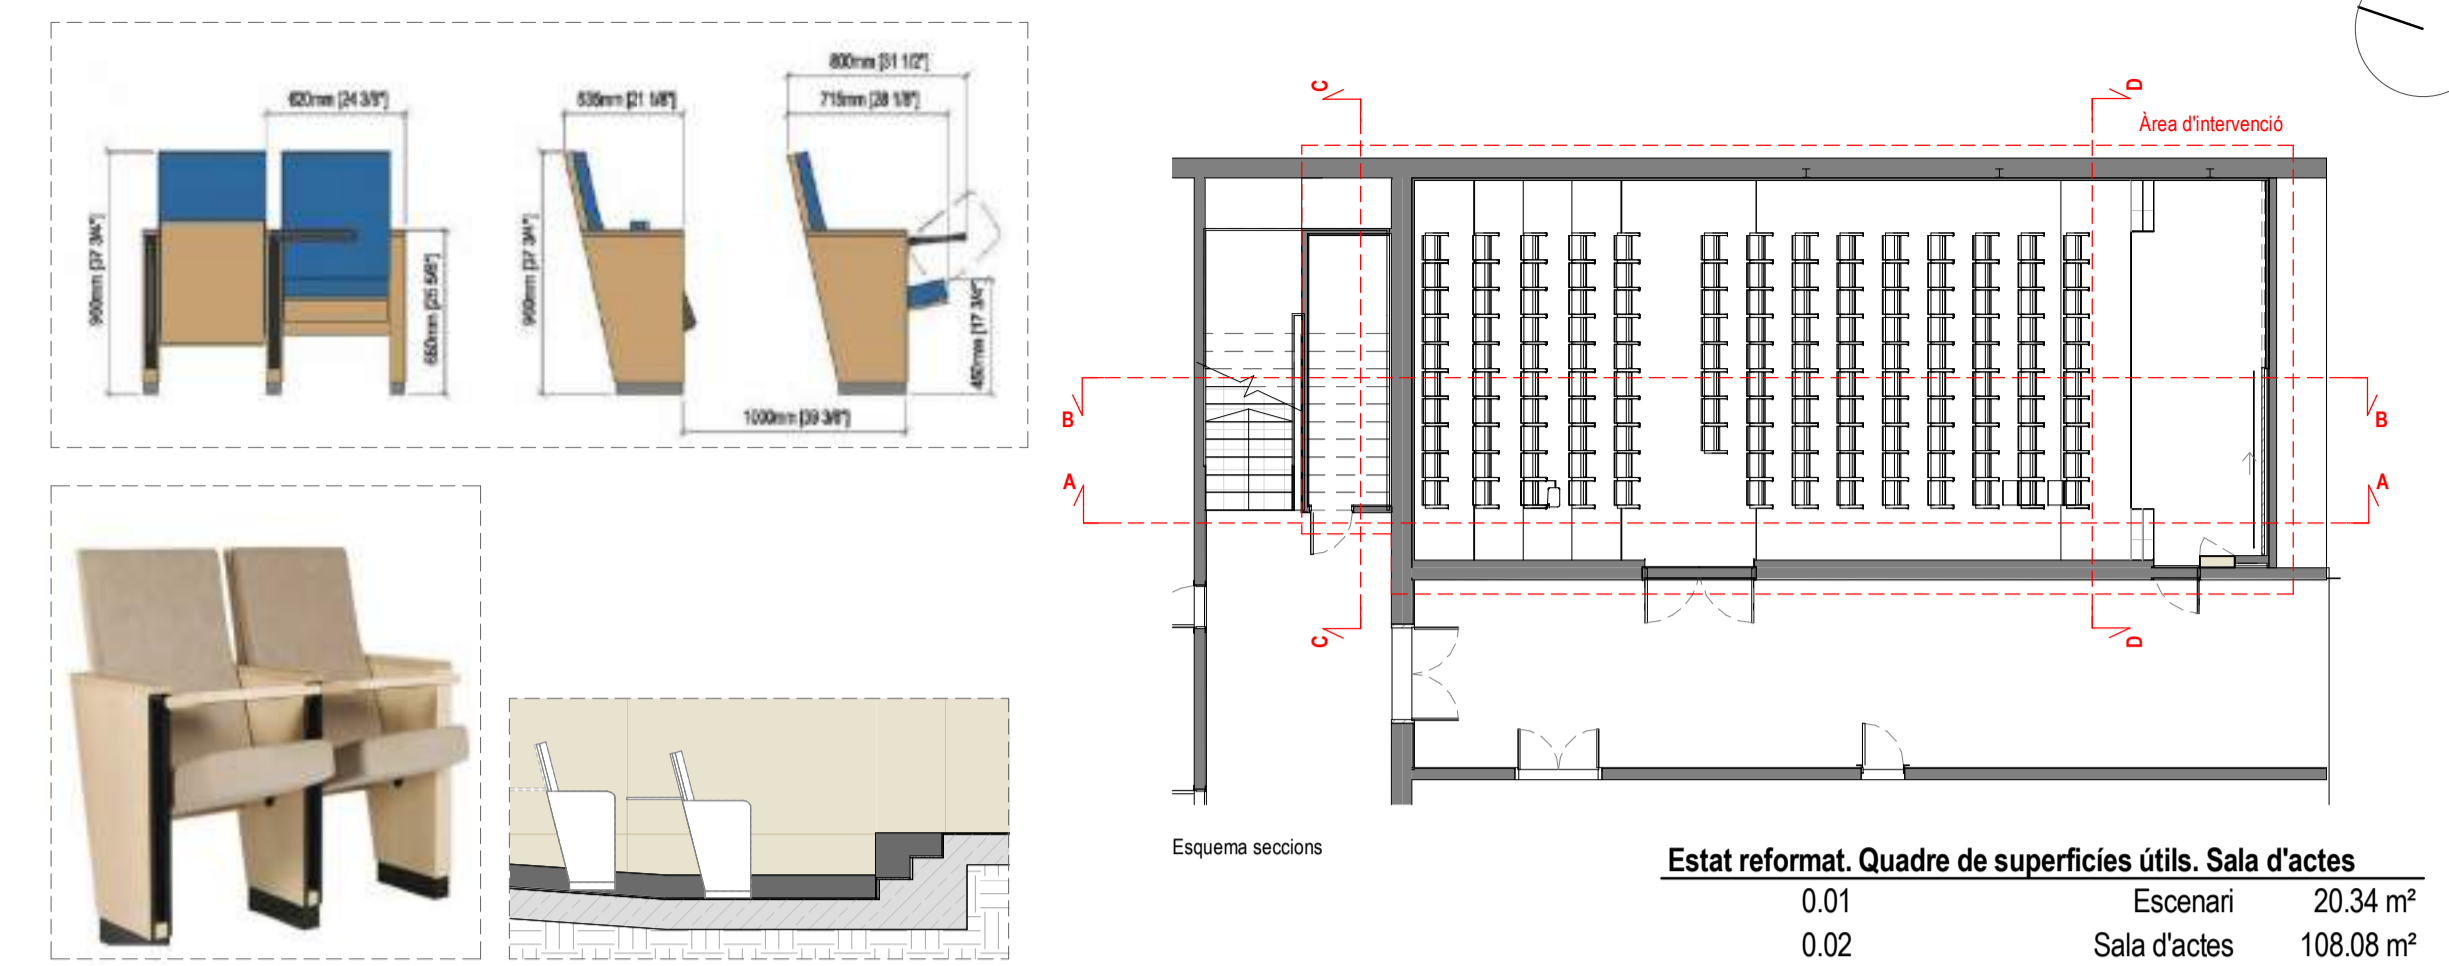 620mm [24 3/8"]
535mm [21 1/8"]
800mm [31 1/2"]
715mm [28 1/8"]
960mm [37 3/4"]
650mm [25 5/8"]
960mm [37 3/4"]
450mm [17 3/4"]
1000mm [39 3/8"]
C
D
Àrea d'intervenció
B
B
A
A
C
D
Esquema seccions
Estat reformat. Quadre de superfícies útils. Sala d'actes
0.01 Escenari 20.34 m²
0.02 Sala d'actes 108.08 m²